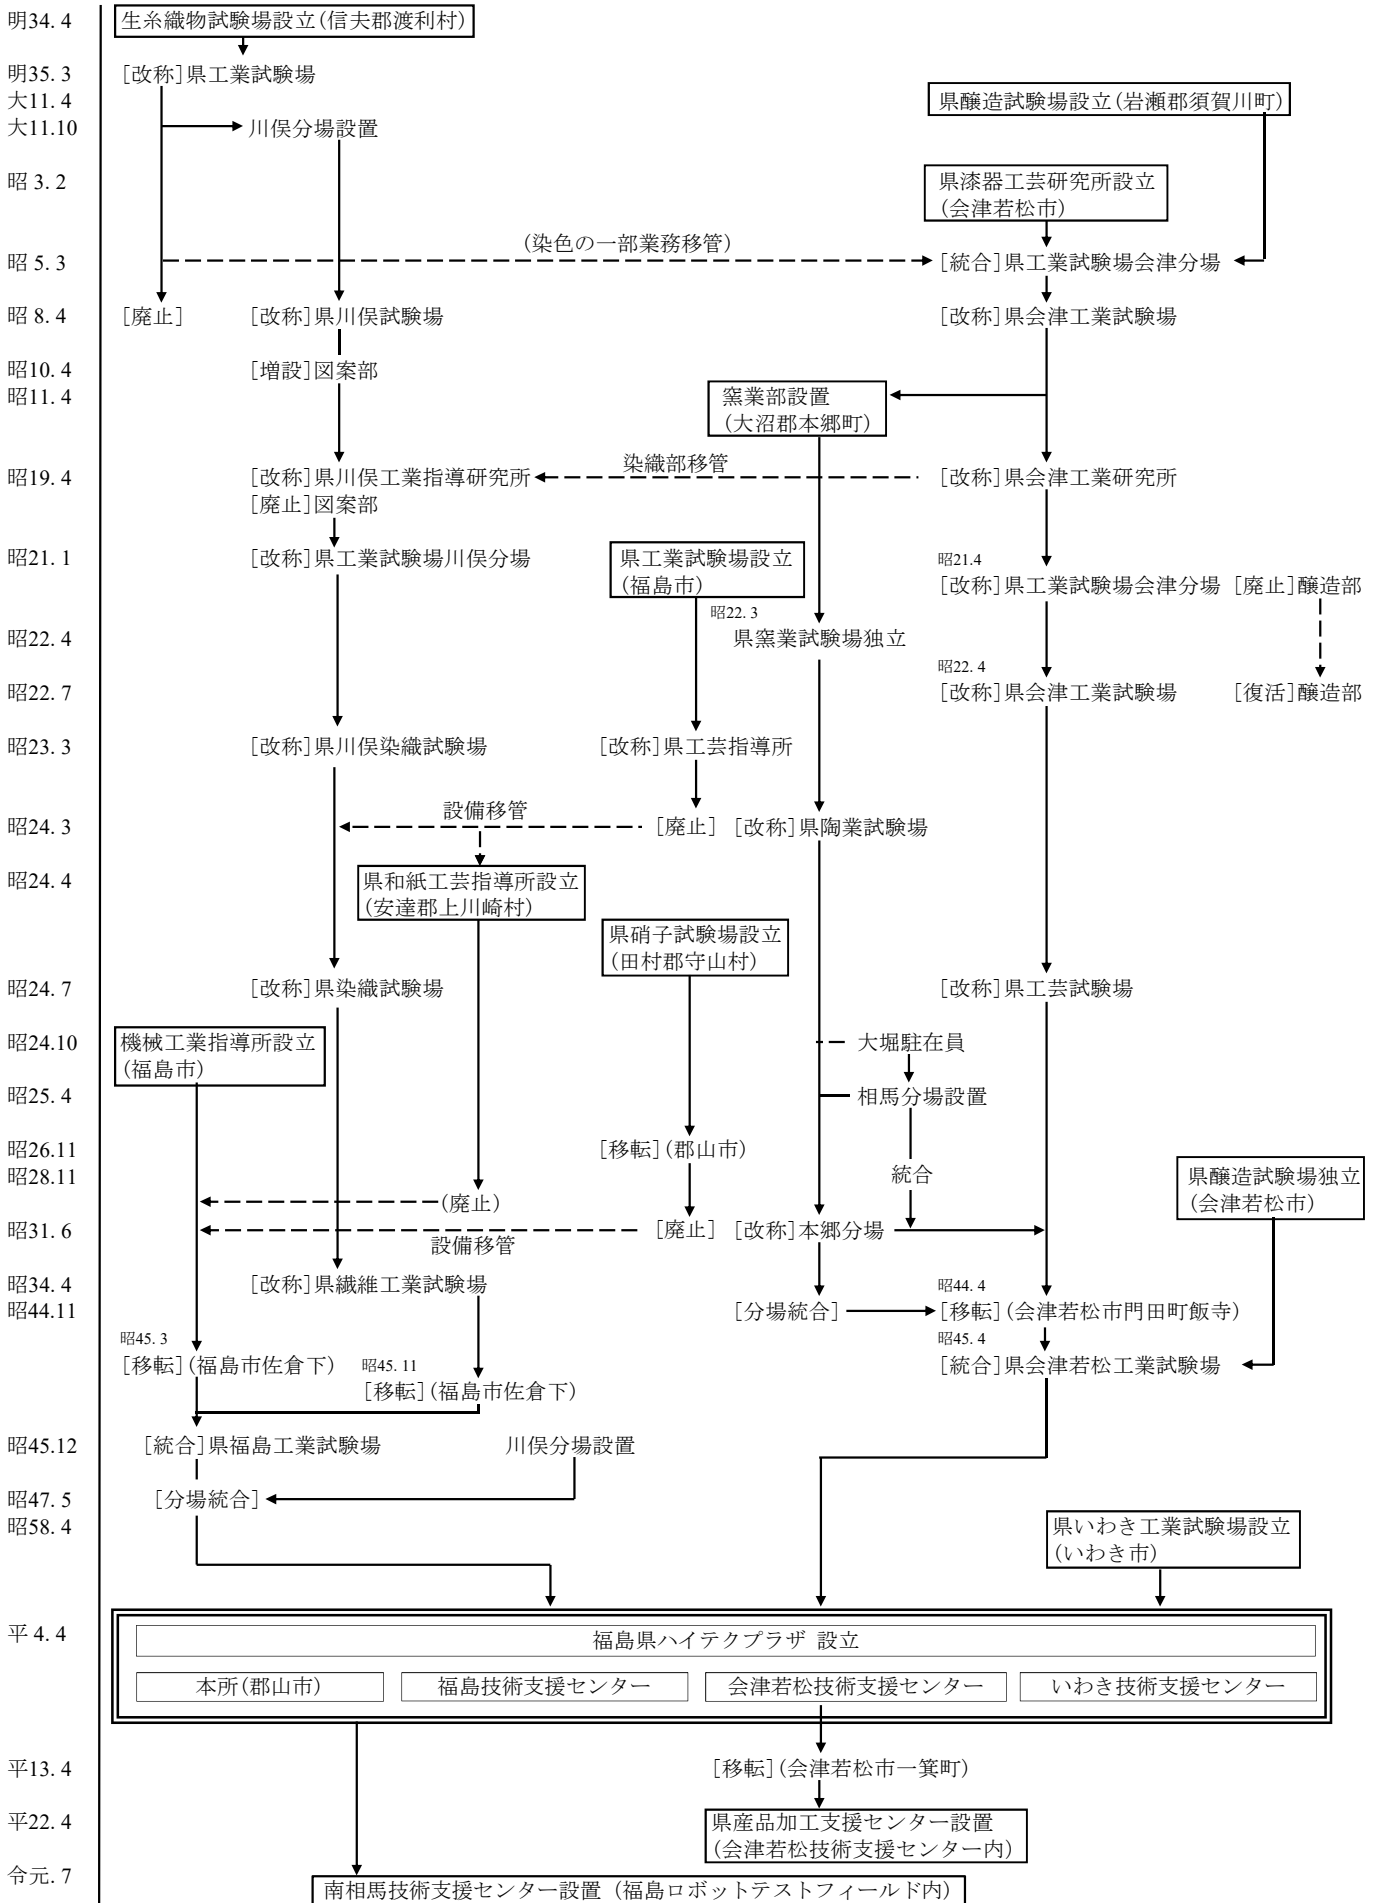 明34. 4 生糸織物試験場設立(信夫郡渡利村)
明35. 3 [改称]県工業試験場
大11. 4 県醸造試験場設立(岩瀬郡須賀川町)
大11.10 川俣分場設置
昭 3. 2 県漆器工芸研究所設立
(会津若松市)
(染色の一部業務移管)
昭 5. 3 [統合]県工業試験場会津分場
昭 8. 4 [廃止] [改称]県川俣試験場 [改称]県会津工業試験場
昭10. 4 [増設]図案部
昭11. 4 窯業部設置
(大沼郡本郷町)
染織部移管
昭19. 4 [改称]県川俣工業指導研究所 [改称]県会津工業研究所
[廃止]図案部
昭21. 1 [改称]県工業試験場川俣分場 県工業試験場設立 昭21.4
(福島市) [改称]県工業試験場会津分場 [廃止]醸造部
昭22. 3
昭22. 4 県窯業試験場独立
昭22. 4
昭22. 7 [改称]県会津工業試験場 [復活]醸造部
昭23. 3 [改称]県川俣染織試験場 [改称]県工芸指導所
設備移管
昭24. 3 [廃止] [改称]県陶業試験場
昭24. 4 県和紙工芸指導所設立
(安達郡上川崎村)
県硝子試験場設立
(田村郡守山村)
昭24. 7 [改称]県染織試験場 [改称]県工芸試験場
昭24.10 機械工業指導所設立 大堀駐在員
(福島市)
昭25. 4 相馬分場設置
昭26.11 [移転](郡山市)
昭28.11 統合 県醸造試験場独立
(廃止) (会津若松市)
昭31. 6 [廃止] [改称]本郷分場
設備移管
昭34. 4 [改称]県繊維工業試験場 昭44. 4
昭44.11 [分場統合] [移転](会津若松市門田町飯寺)
昭45. 3 昭45. 4
[移転](福島市佐倉下) 昭45. 11 [統合]県会津若松工業試験場
[移転](福島市佐倉下)
昭45.12 [統合]県福島工業試験場 川俣分場設置
昭47. 5 [分場統合]
昭58. 4 県いわき工業試験場設立
(いわき市)
平 4. 4 福島県ハイテクプラザ 設立
本所(郡山市) 福島技術支援センター 会津若松技術支援センター いわき技術支援センター
平13. 4 [移転](会津若松市一箕町)
平22. 4 県産品加工支援センター設置
(会津若松技術支援センター内)
令元. 7 南相馬技術支援センター設置 (福島ロボットテストフィールド内)